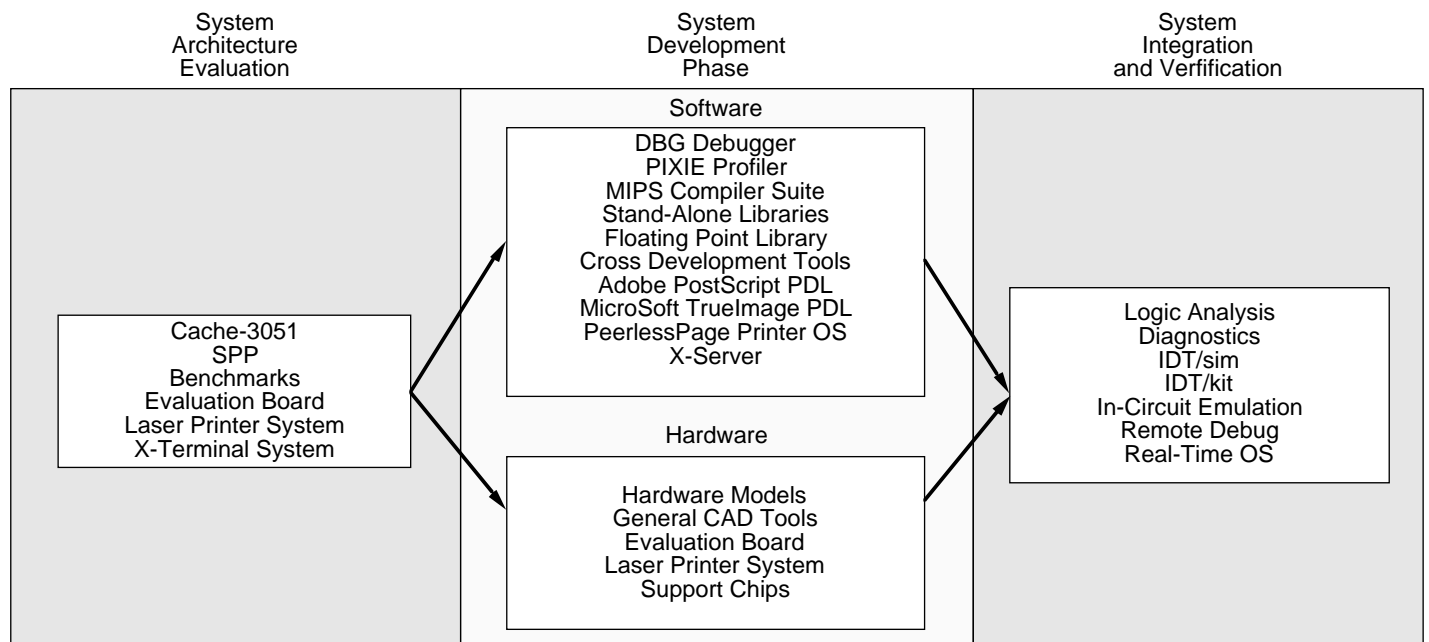 System
Architecture
Evaluation
System
Development
Phase
System
Integration
and Verfification
Cache-3051
SPP
Benchmarks
Evaluation Board
Laser Printer System
X-Terminal System
Software
DBG Debugger
PIXIE Profiler
MIPS Compiler Suite
Stand-Alone Libraries
Floating Point Library
Cross Development Tools
Adobe PostScript PDL
MicroSoft TrueImage PDL
PeerlessPage Printer OS
X-Server
Hardware
Hardware Models
General CAD Tools
Evaluation Board
Laser Printer System
Support Chips
Logic Analysis
Diagnostics
IDT/sim
IDT/kit
In-Circuit Emulation
Remote Debug
Real-Time OS